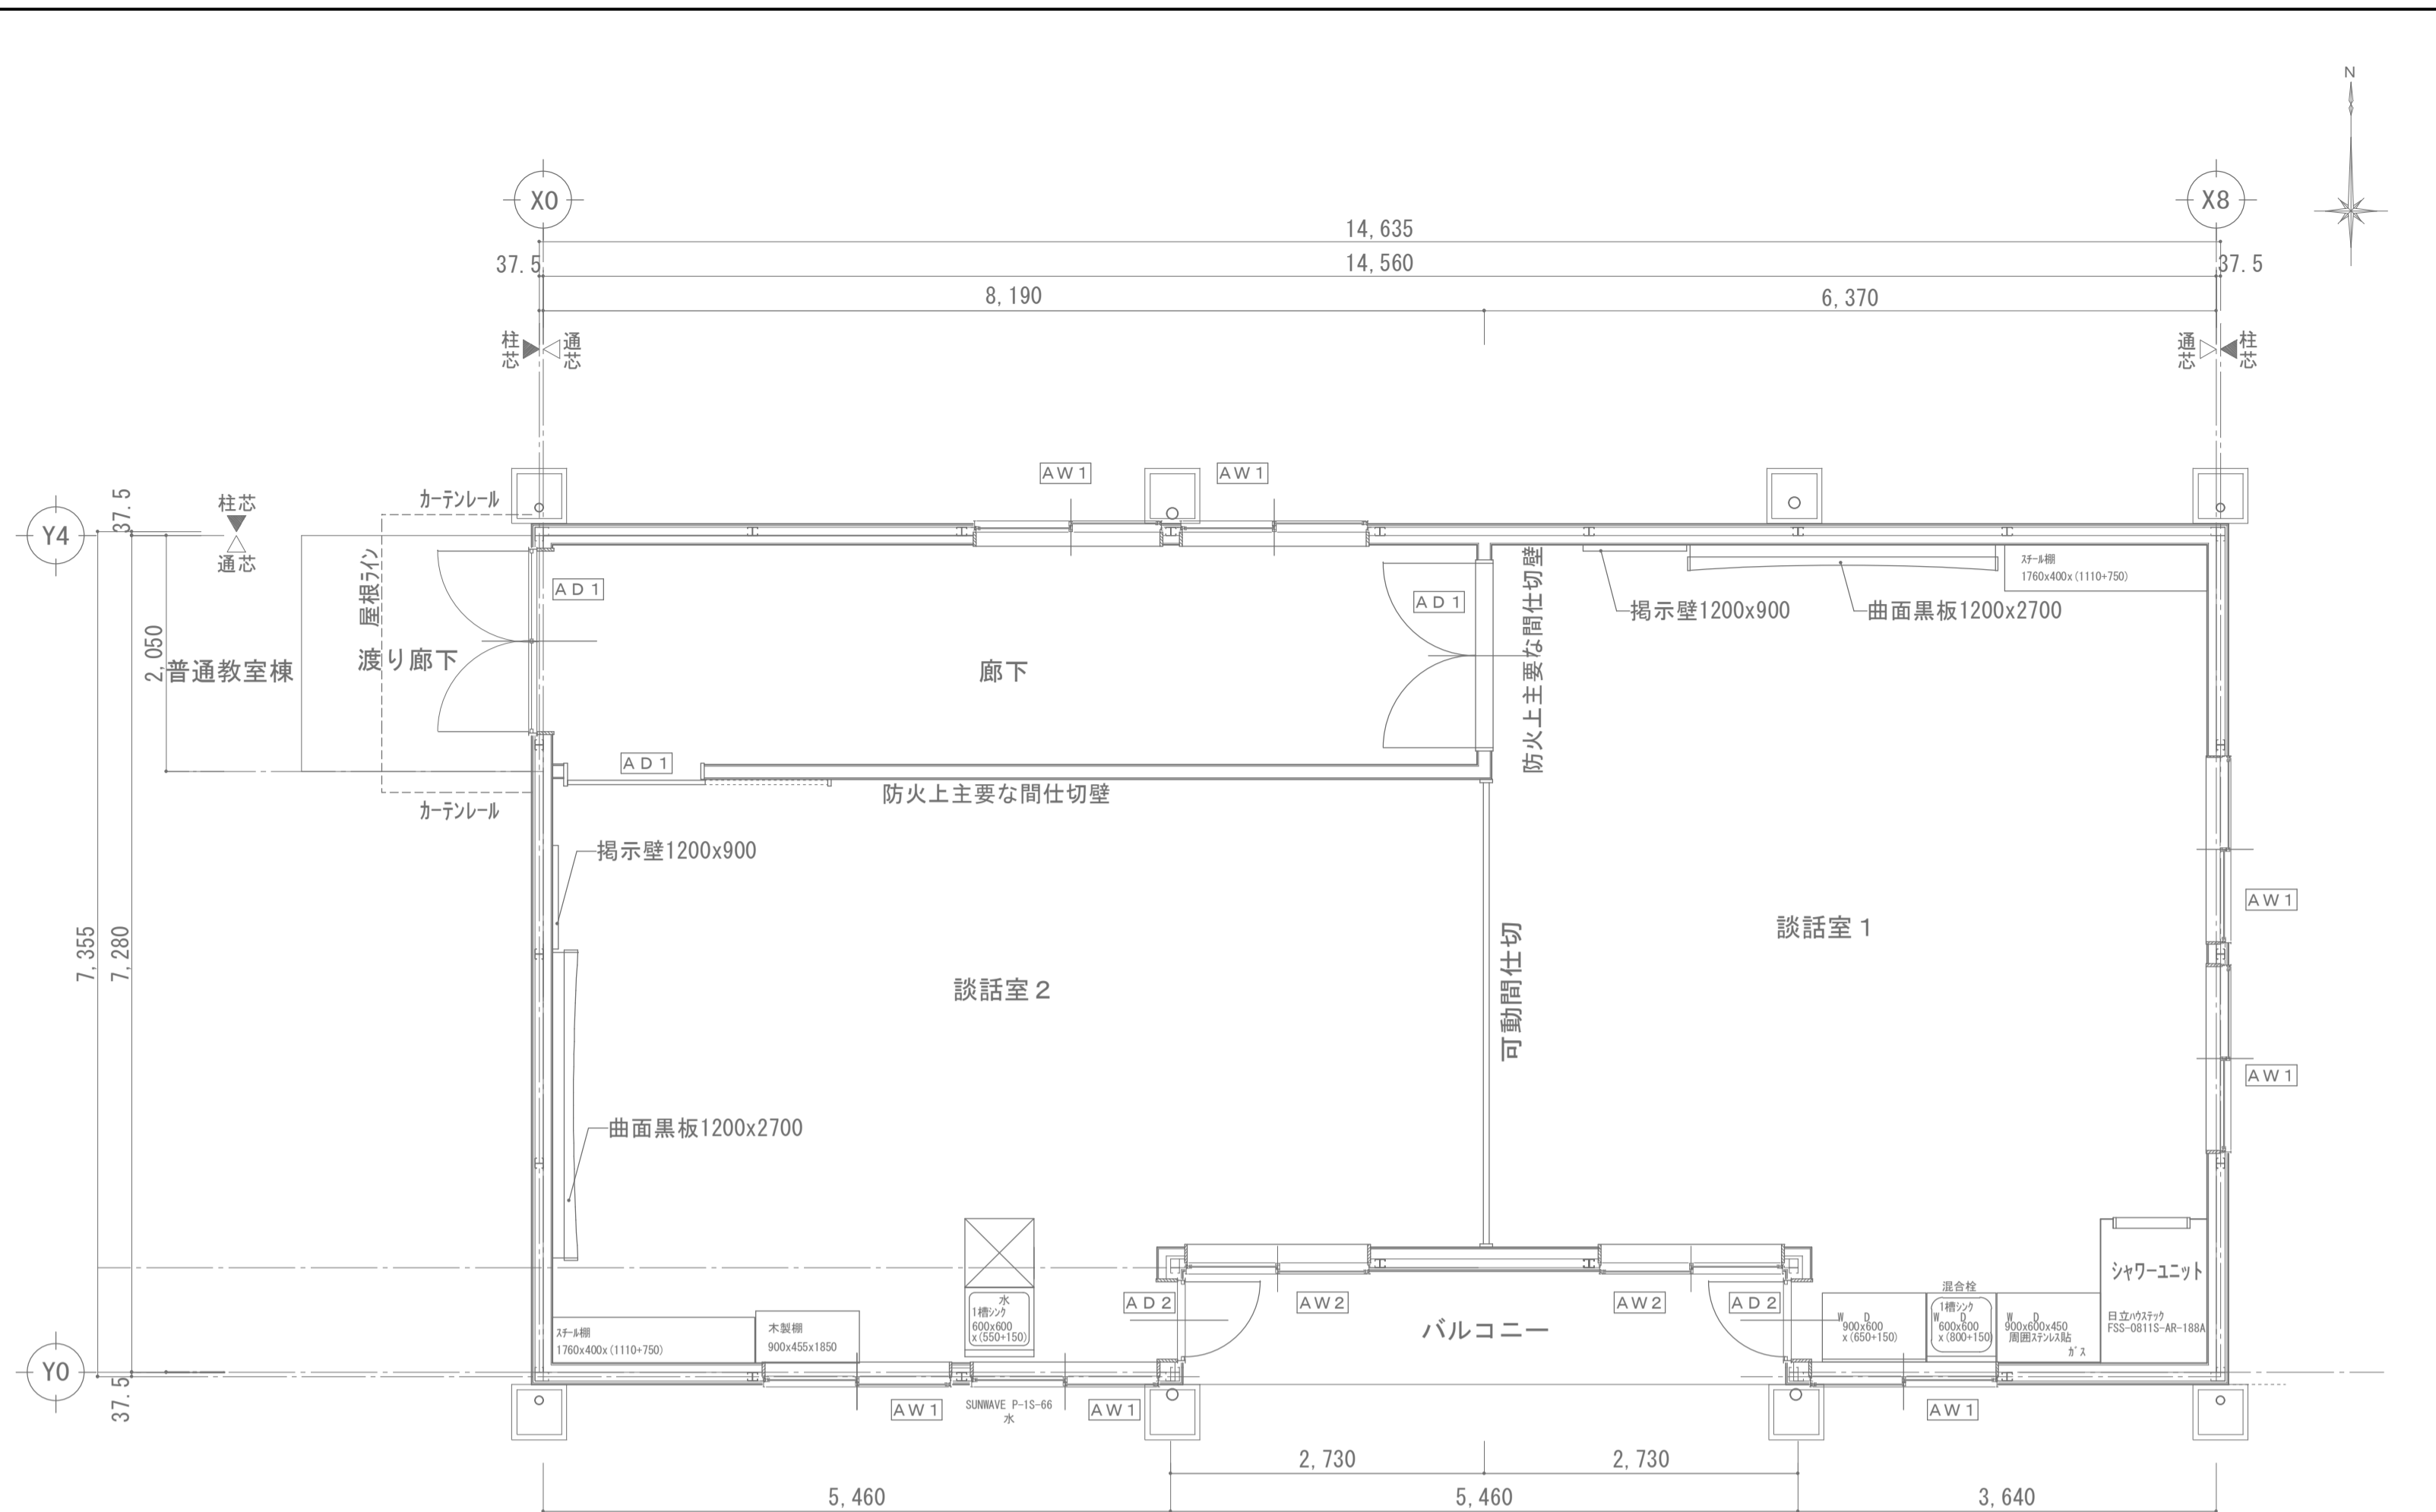 N
X0
X8
14,635
37.5
14,560
37.5
8,190
6,370
柱芯
通芯
通芯
柱芯
AW1
AW1
Y4
37.5
柱芯
通芯
カーテンレール
屋根ライン
AD1
AD1
防火上主要な間仕切壁
スチール棚
1760x400x(1110+750)
掲示壁1200x900
曲面黒板1200x2700
2,050
普通教室棟
渡り廊下
廊下
AD1
防火上主要な間仕切壁
カーテンレール
掲示壁1200x900
AW1
談話室1
7,355
7,280
談話室2
可動間仕切
AW1
曲面黒板1200x2700
シャワーユニット
日立ハウステック
FSS-0811S-AR-188A
水
1槽シンク
600x600
x(550+150)
AD2
AW2
AW2
AD2
バルコニー
混合栓
W D
900x600
x(650+150)
1槽シンク
W D
600x600
x(800+150)
W D
900x600x450
周囲ステンレス貼
ガス
スチール棚
1760x400x(1110+750)
木製棚
900x455x1850
Y0
37.5
AW1
SUNWAVE P-1S-66
水
AW1
AW1
2,730
2,730
5,460
5,460
3,640